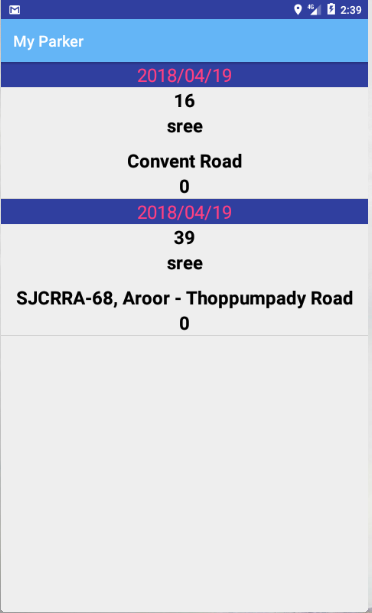 4G 2:39
My Parker
2018/04/19
16
sree
Convent Road
0
2018/04/19
39
sree
SJCRRA-68, Aroor - Thoppumpady Road
0